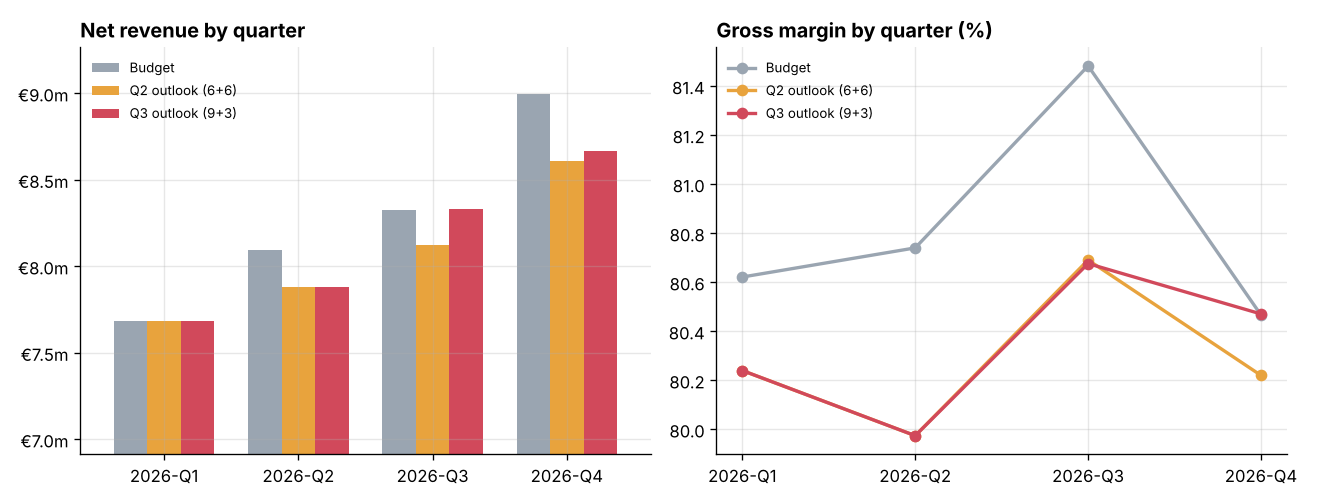 Net revenue by quarter
Budget
Q2 outlook (6+6)
Q3 outlook (9+3)
€9.0m
€8.5m
€8.0m
€7.5m
€7.0m
2026-Q1 2026-Q2 2026-Q3 2026-Q4
Gross margin by quarter (%)
Budget
Q2 outlook (6+6)
Q3 outlook (9+3)
81.4
81.2
81.0
80.8
80.6
80.4
80.2
80.0
2026-Q1 2026-Q2 2026-Q3 2026-Q4